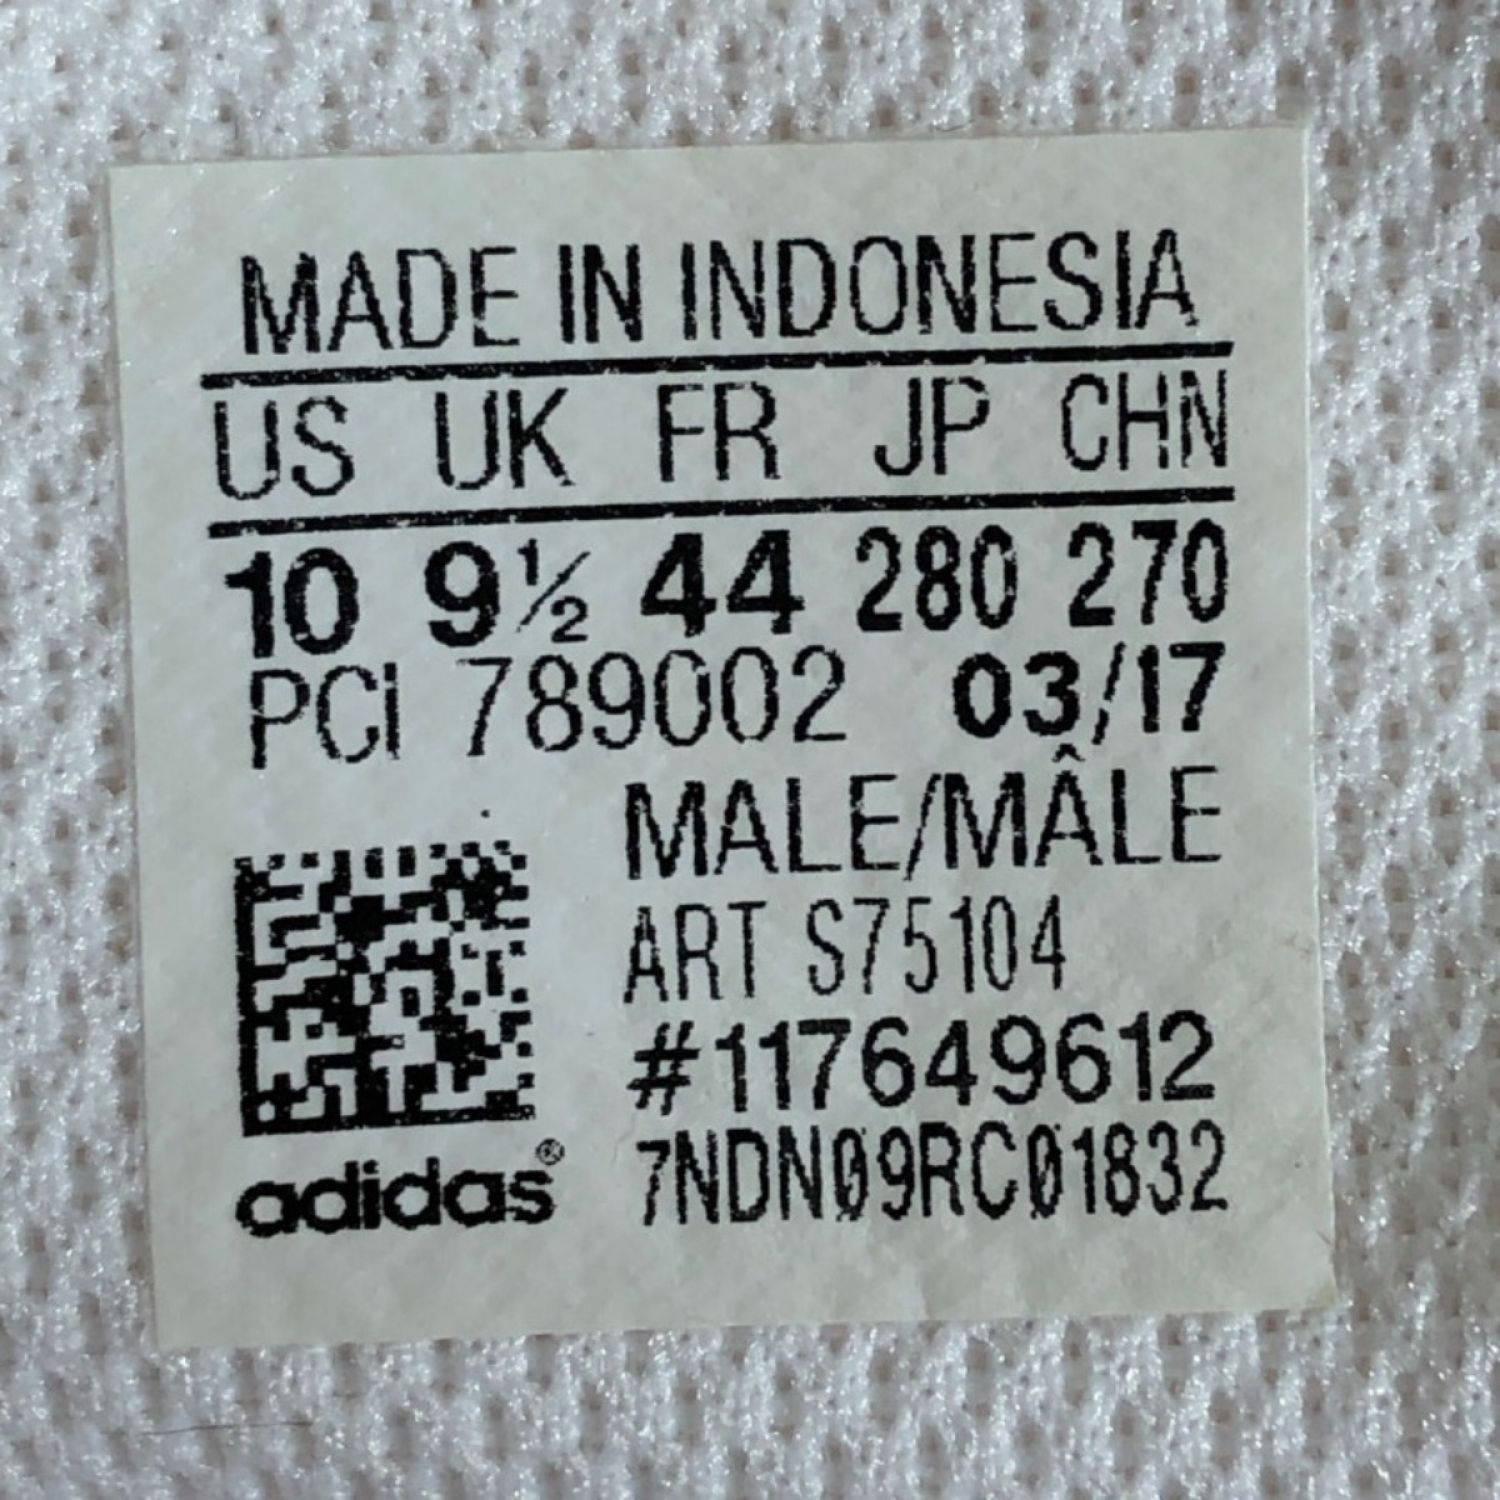 MADE IN INDONESIA
US UK FR JP CHN
10 9½ 44 280 270
PCI 789002 03/17
MALE/MÂLE
ART S75104
#117649612
7NDN09RC01832
adidas®